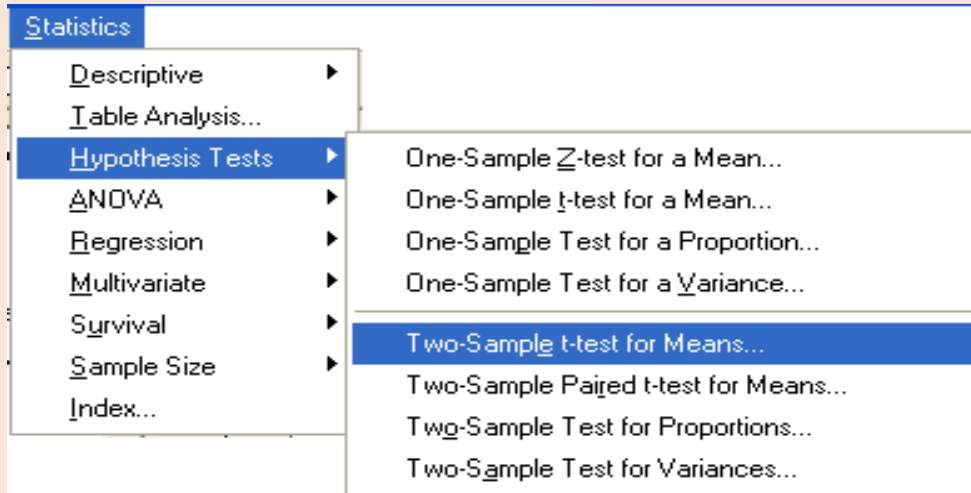 Statistics
Descriptive
Table Analysis...
Hypothesis Tests
ANOVA
Regression
Multivariate
Survival
Sample Size
Index...
One-Sample Z-test for a Mean...
One-Sample t-test for a Mean...
One-Sample Test for a Proportion...
One-Sample Test for a Variance...
Two-Sample t-test for Means...
Two-Sample Paired t-test for Means...
Two-Sample Test for Proportions...
Two-Sample Test for Variances...